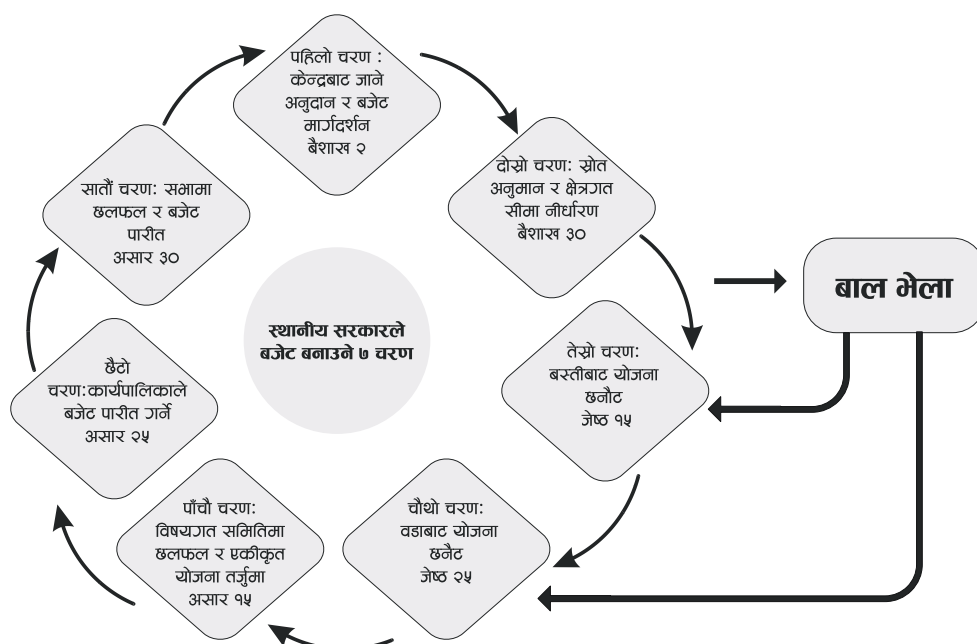 पहिलो चरण :
केन्द्रबाट जाने
अनुदान र बजेट
मार्गदर्शन
बैशाख २
दोस्रो चरण: स्रोत
अनुमान र क्षेत्रगत
सीमा नीर्धारण
बैशाख ३०
तेस्रो चरण:
बस्तीबाट योजना
छनौट
जेष्ठ १५
चौथो चरण:
वडाबाट योजना
छनैट
जेष्ठ २५
पाँचौ चरण:
विषयगत समितिमा
छलफल र एकीकृत
योजना तर्जुमा
असार १५
छैटो
चरण:कार्यपालिकाले
बजेट पारीत गर्ने
असार २५
सातौं चरण: सभामा
छलफल र बजेट
पारीत
असार ३०
स्थानीय सरकारले
बजेट बनाउने ७ चरण
बाल भेला